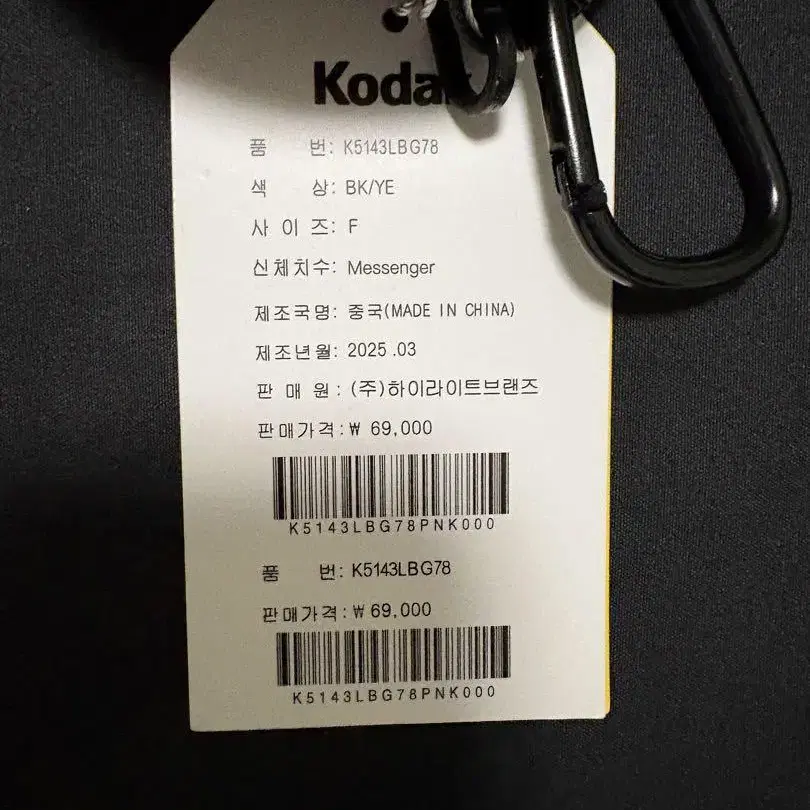 Kodak
품 번: K5143LBG78
색 상: BK/YE
사 이 즈: F
신체치수: Messenger
제조국명: 중국(MADE IN CHINA)
제조년월: 2025.03
판 매 원: (주)하이라이트브랜즈
판매가격:₩ 69,000
K5143LBG78PNK000
품 번: K5143LBG78
판매가격:₩ 69,000
K5143LBG78PNK000